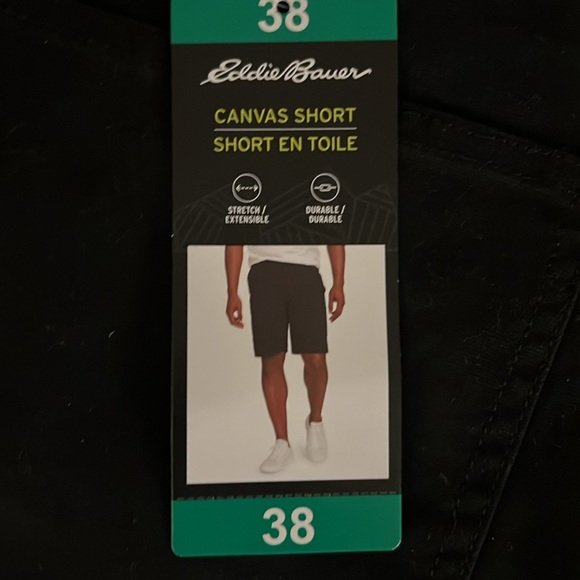 38
Eddie Bauer
CANVAS SHORT
SHORT EN TOILE
STRETCH /
EXTENSIBLE
DURABLE /
DURABLE
38